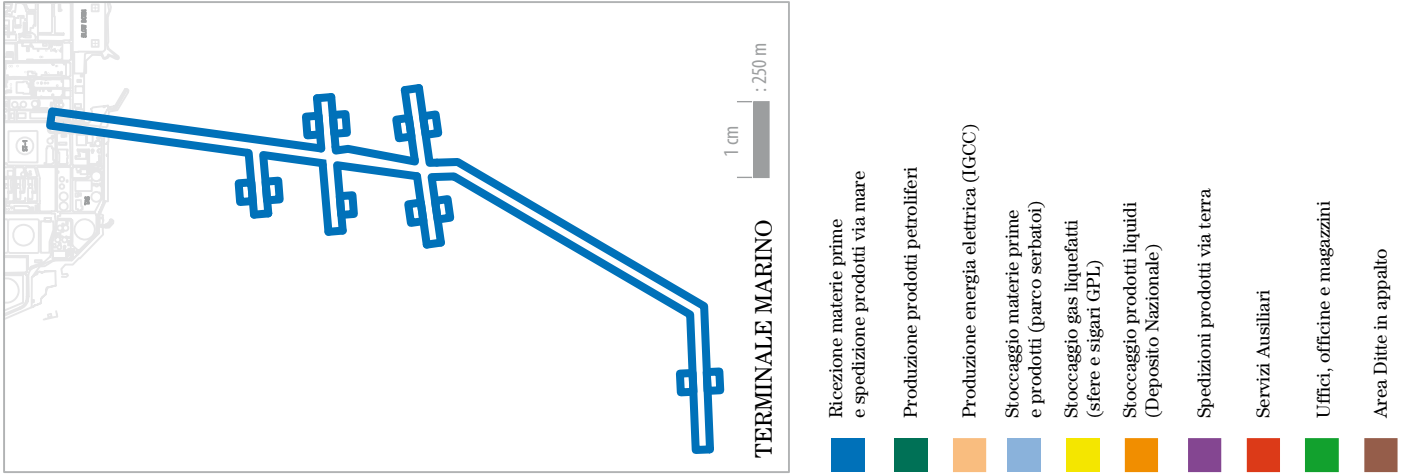 TERMINALE MARINO
1 cm
: 250 m
Ricezione materie prime
e spedizione prodotti via mare
Produzione prodotti petroliferi
Produzione energia elettrica (IGCC)
Stoccaggio materie prime
e prodotti (parco serbatoi)
Stoccaggio gas liquefatti
(sfere e sigari GPL)
Stoccaggio prodotti liquidi
(Deposito Nazionale)
Spedizioni prodotti via terra
Servizi Ausiliari
Uffici, officine e magazzini
Area Ditte in appalto